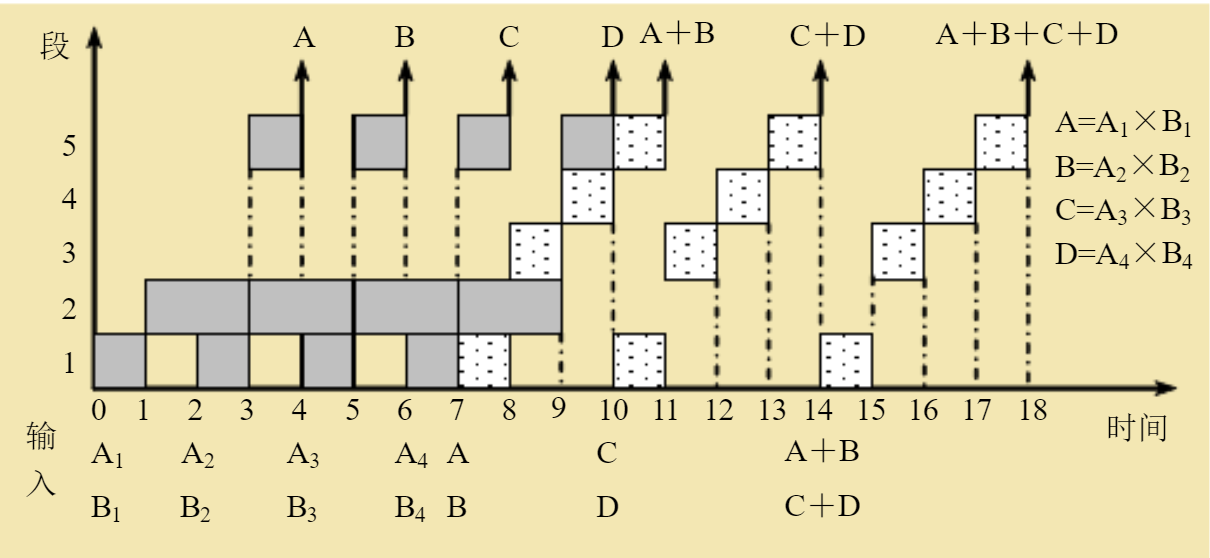 段 A B C D A+B C+D A+B+C+D
A=A₁×B₁
5
B=A₂×B₂
4
C=A₃×B₃
3
D=A₄×B₄
2
1
0 1 2 3 4 5 6 7 8 9 10 11 12 13 14 15 16 17 18
时间
输入
A₁ A₂ A₃ A₄ A C A+B
B₁ B₂ B₃ B₄ B D C+D